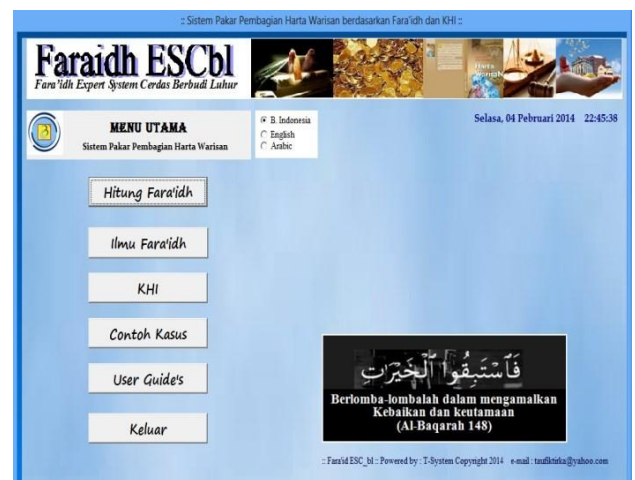 :: Sistem Pakar Pembagian Harta Warisan berdasarkan Fara'idh dan KHI ::
Faraidh ESCbl
Fara'idh Expert System Cerdas Berbudi Luhur
Harta
Warisan
MENU UTAMA
Sistem Pakar Pembagian Harta Warisan
B. Indonesia
English
Arabic
Selasa, 04 Pebruari 2014 22:45:38
Hitung Fara'idh
Ilmu Fara'idh
KHI
Contoh Kasus
User Guide's
Keluar
فَاسْتَبِقُوا الْخَيْرَاتِ
Berlomba-lombalah dalam mengamalkan
Kebaikan dan keutamaan
(Al-Baqarah 148)
:: Fara'id ESC_bl :: Powered by : T-System Copyright 2014 e-mail : taufiktirka@yahoo.com